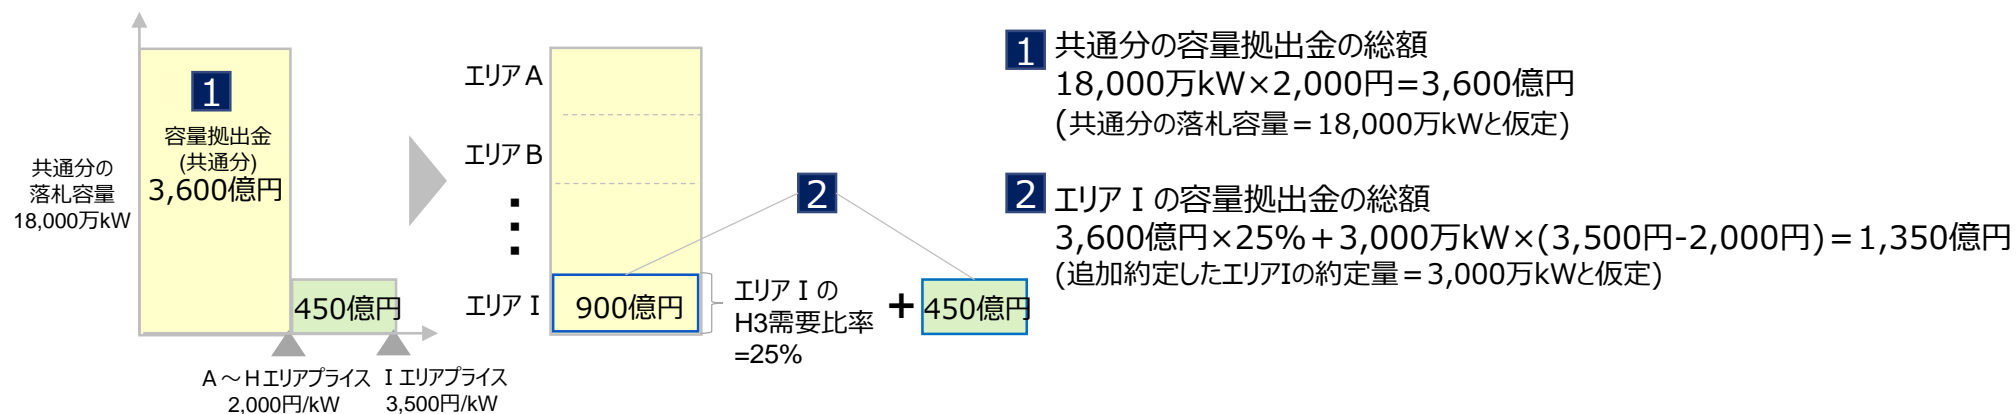 1
容量拠出金
(共通分)
3,600億円
共通分の
落札容量
18,000万kW
450億円
A～Hエリアプライス
2,000円/kW
Ⅰエリアプライス
3,500円/kW
エリアA
エリアB
エリアⅠ
900億円
エリアⅠの
H3需要比率
=25%
2
+
450億円
1 共通分の容量拠出金の総額
18,000万kW×2,000円＝3,600億円
(共通分の落札容量＝18,000万kWと仮定)
2 エリアⅠの容量拠出金の総額
3,600億円×25%＋3,000万kW×(3,500円-2,000円)＝1,350億円
(追加約定したエリアIの約定量＝3,000万kWと仮定)